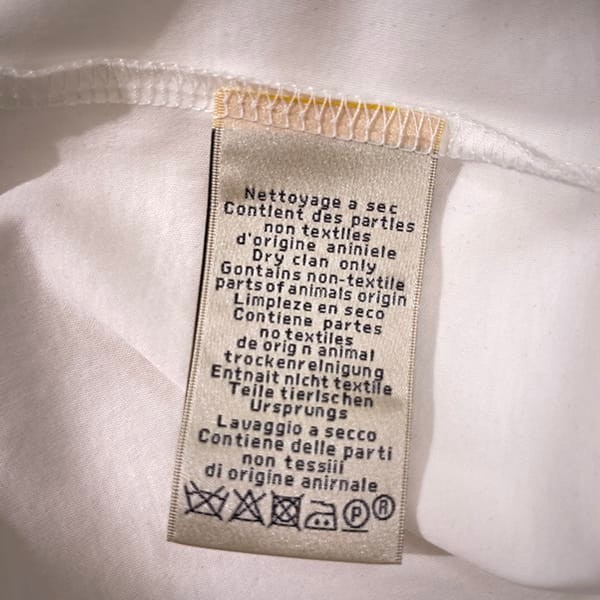 Nettoyage a sec
Contient des partles
non textlles
d'origine aniniele
Dry clan only
Gontains non-textile
parts of animals origin
Limpleze en seco
Contiene partes
no textiles
de orig n animal
trockenrelnigung
Entnait nicht textile
Teile tierlschen
Ursprungs
Lavaggio a secco
Contiene delle parti
non tessiii
di origine anirnale
P R